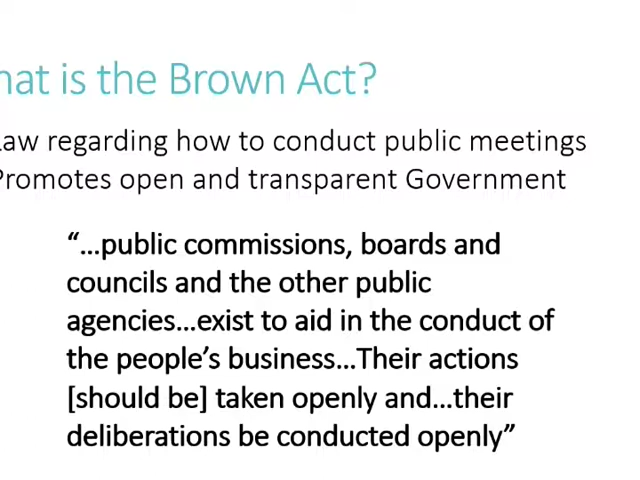 hat is the Brown Act?
Law regarding how to conduct public meetings
Promotes open and transparent Government
“…public commissions, boards and
councils and the other public
agencies…exist to aid in the conduct of
the people’s business…Their actions
[should be] taken openly and…their
deliberations be conducted openly”